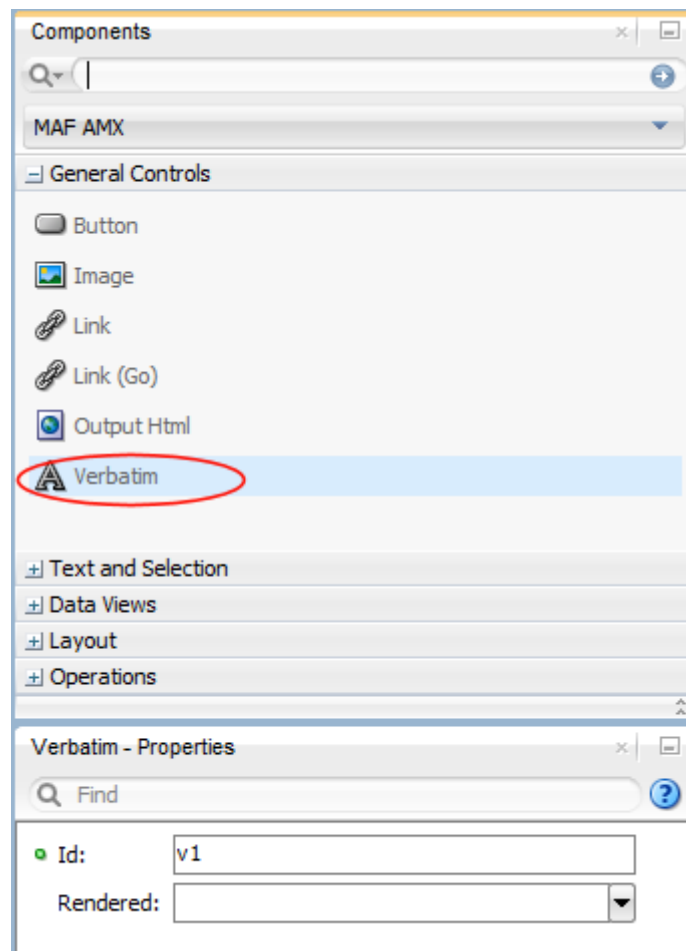 Components
MAF AMX
General Controls
Button
Image
Link
Link (Go)
Output Html
Verbatim
Text and Selection
Data Views
Layout
Operations
Verbatim - Properties
Find
Id: v1
Rendered: